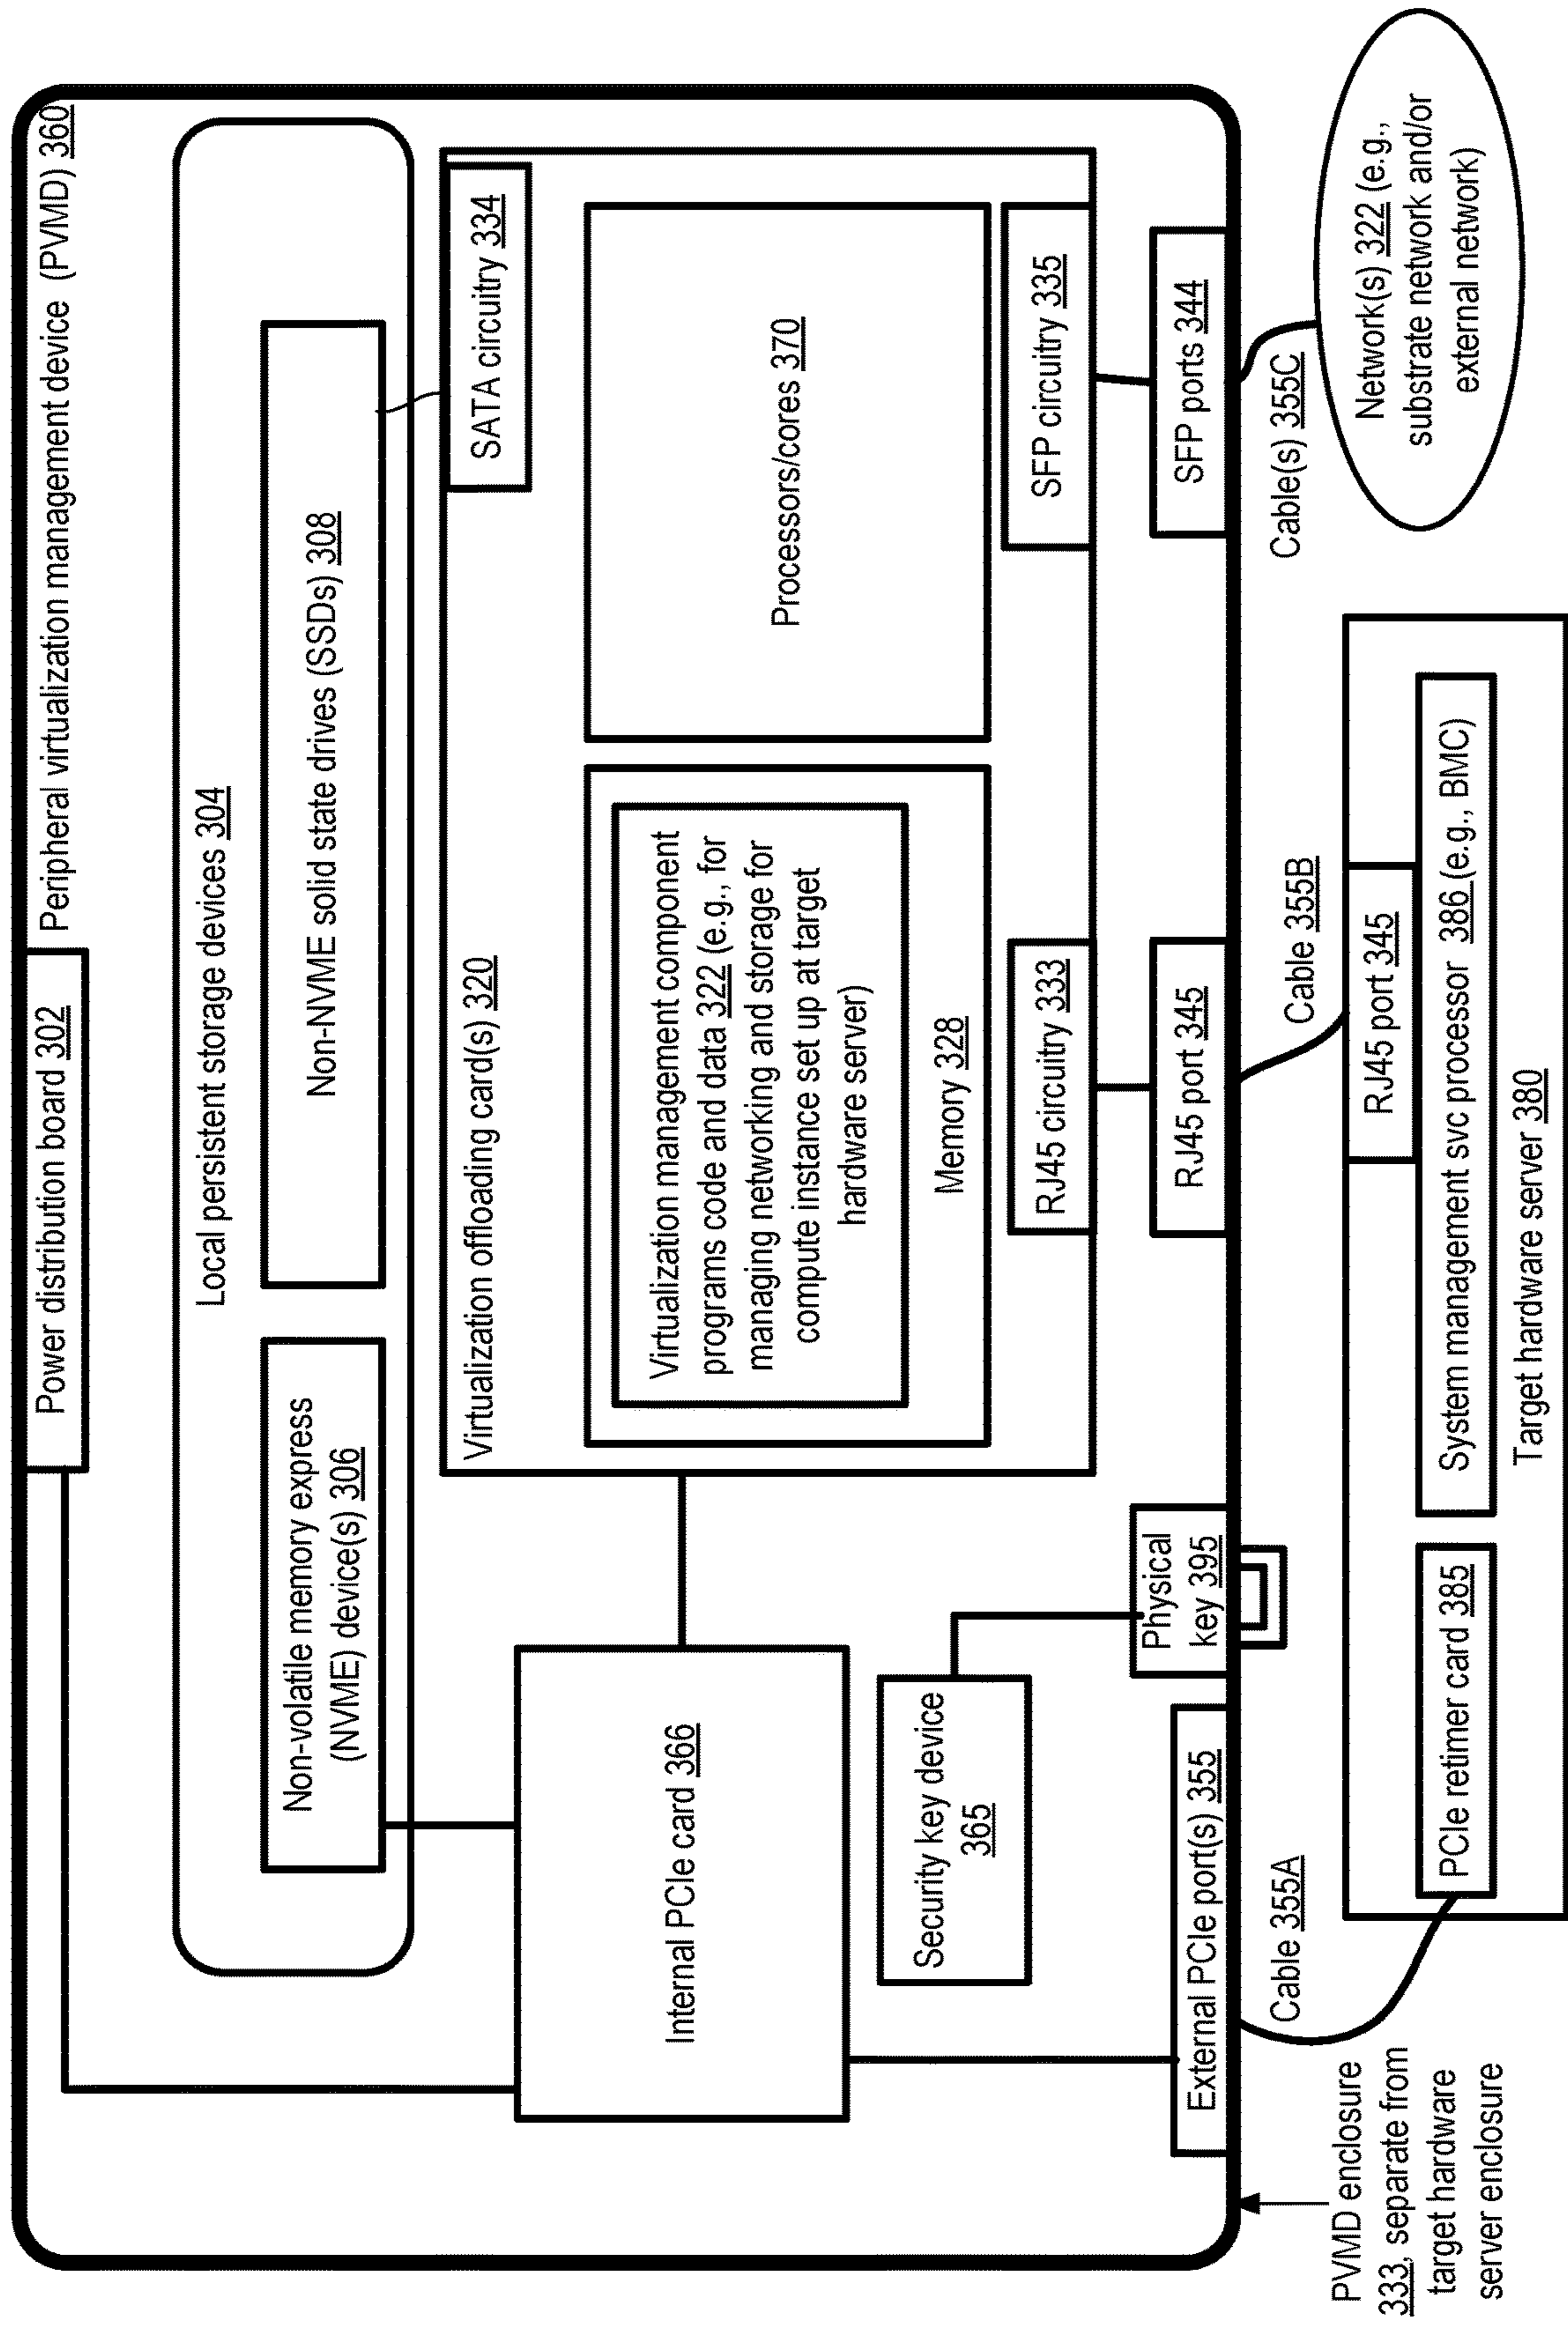 Power distribution board 302
Peripheral virtualization management device  (PVMD) 360
Local persistent storage devices 304
Non-volatile memory express
(NVME) device(s) 306
Non-NVME solid state drives (SSDs) 308
Internal PCIe card 366
Virtualization offloading card(s) 320
SATA circuitry 334
Virtualization management component
programs code and data 322 (e.g., for
managing networking and storage for
compute instance set up at target
hardware server)
Memory 328
Processors/cores 370
Security key device
365
RJ45 circuitry 333
SFP circuitry 335
External PCIe port(s) 355
Physical
key 395
RJ45 port 345
SFP ports 344
Cable 355A
Cable 355B
Cable(s) 355C
PVMD enclosure
333, separate from
target hardware
server enclosure
RJ45 port 345
PCIe retimer card 385
System management svc processor  386 (e.g., BMC)
Target hardware server 380
Network(s) 322 (e.g.,
substrate network and/or
external network)